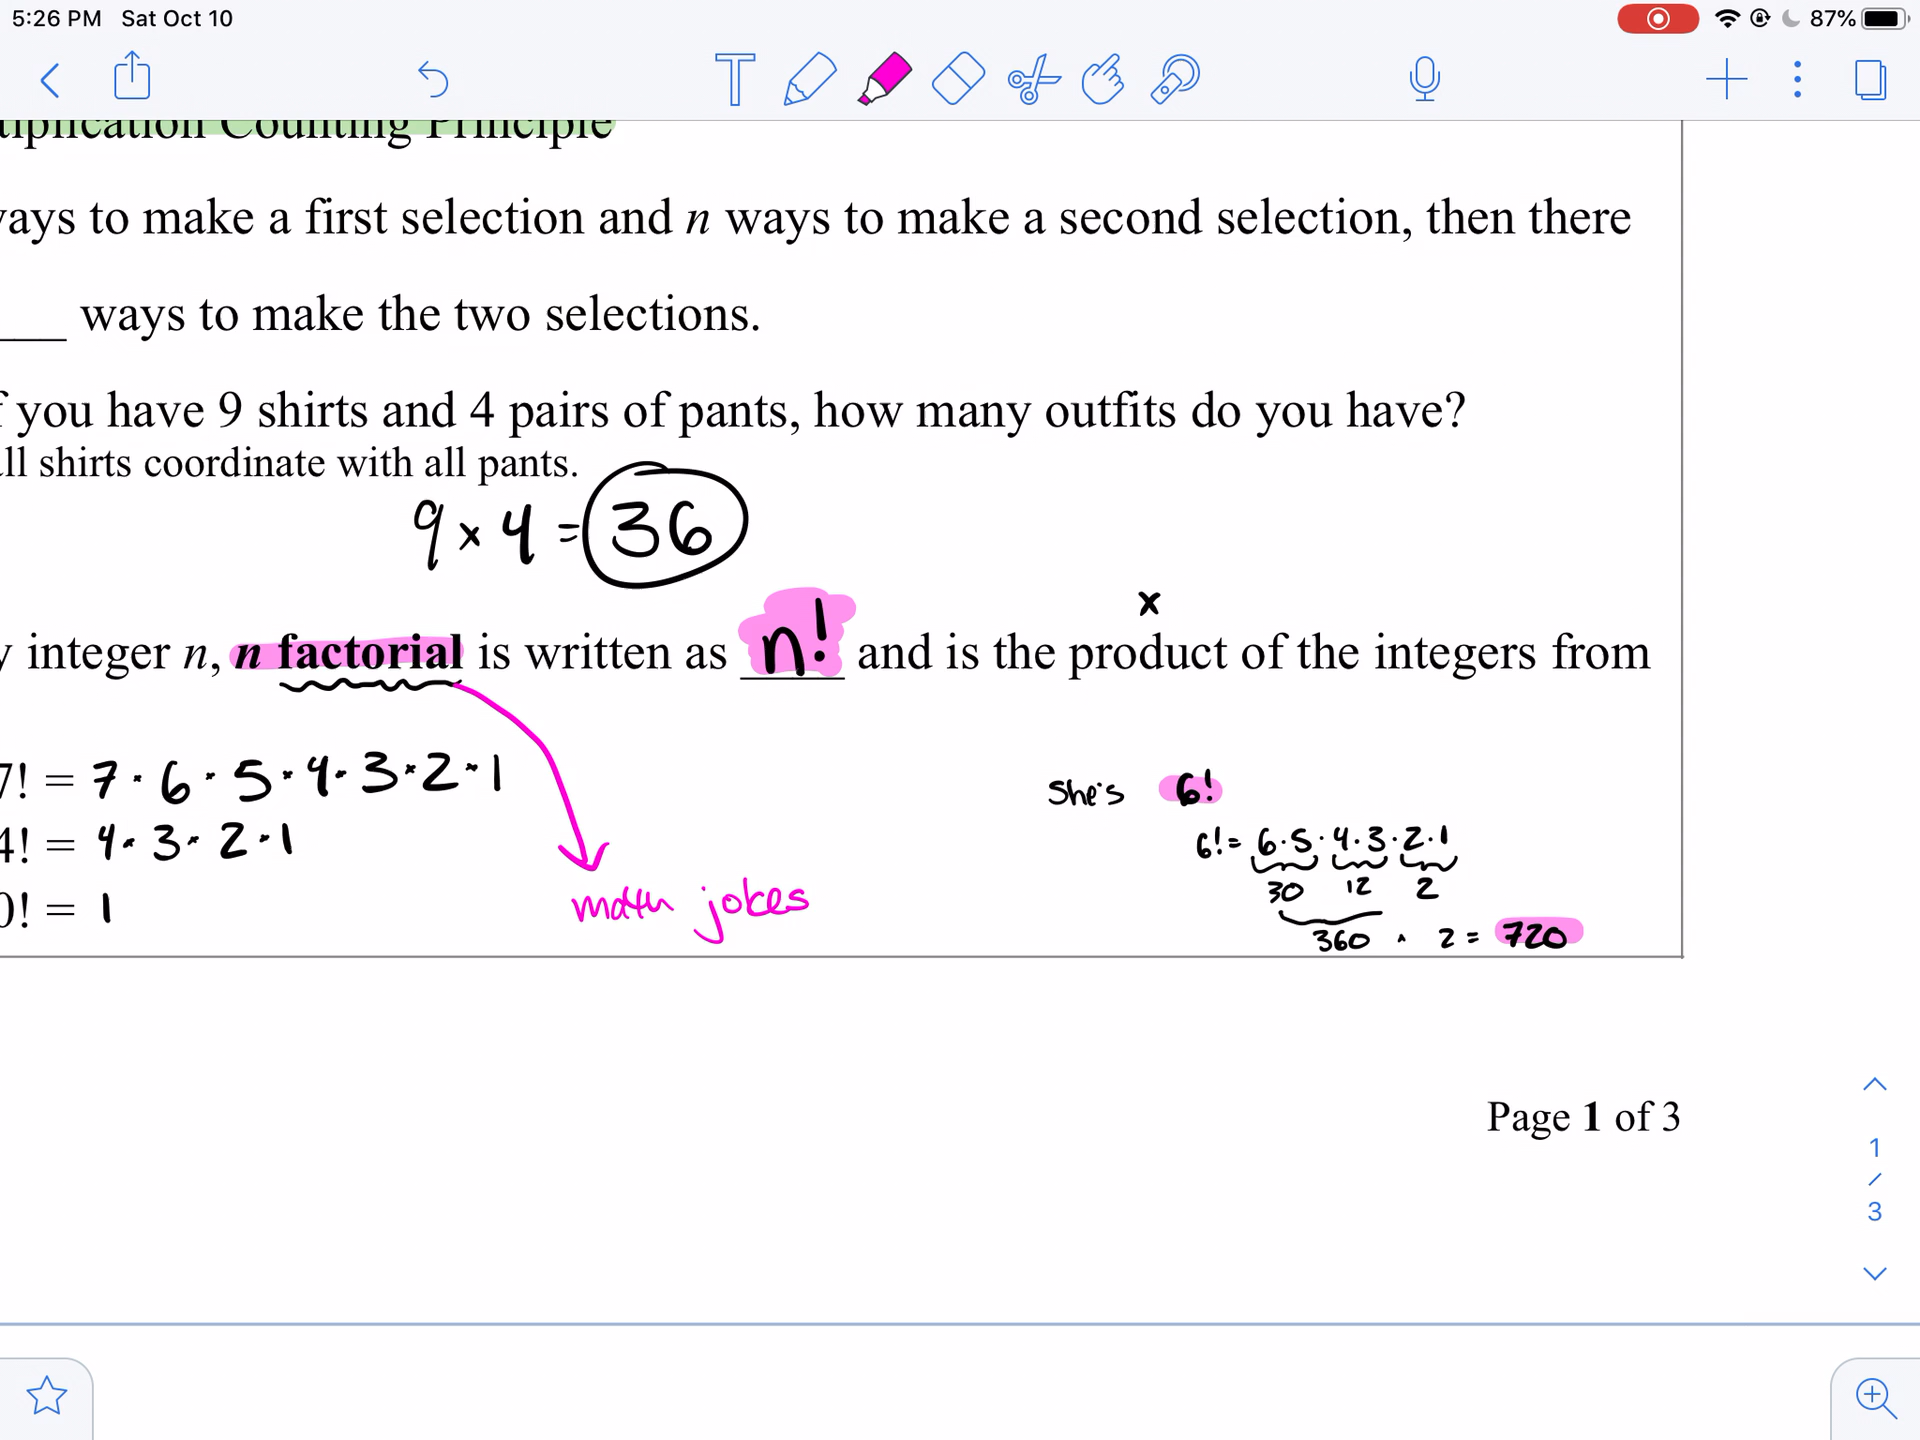 5:26 PM Sat Oct 10
87%
tiplication Counting Principle
ways to make a first selection and n ways to make a second selection, then there
___ ways to make the two selections.
f you have 9 shirts and 4 pairs of pants, how many outfits do you have?
all shirts coordinate with all pants.
9 x 4 = 36
x
y integer n, n factorial is written as n! and is the product of the integers from
7! = 7 · 6 · 5 · 4 · 3 · 2 · 1
She's 6!
4! = 4 · 3 · 2 · 1
6! = 6 · 5 · 4 · 3 · 2 · 1
30 12 2
0! = 1
math jokes
360 · 2 = 720
Page 1 of 3
1
/
3